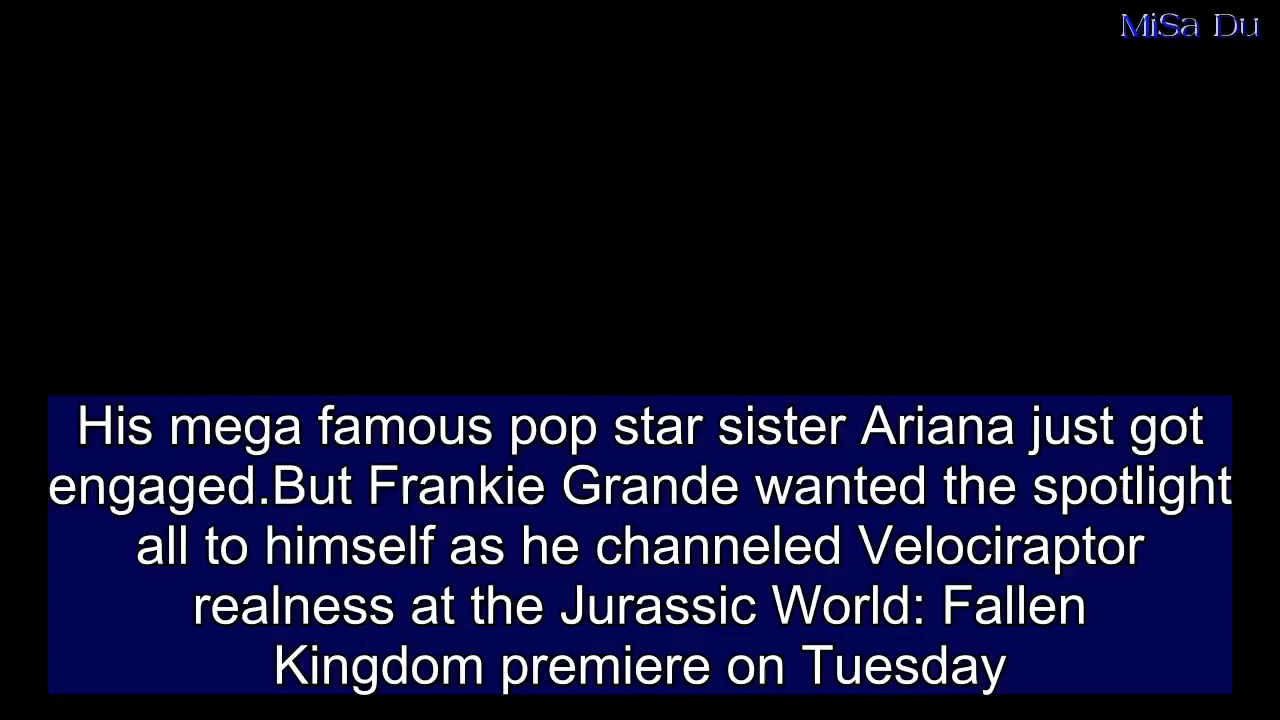 MiSa Du
His mega famous pop star sister Ariana just got
engaged.But Frankie Grande wanted the spotlight
all to himself as he channeled Velociraptor
realness at the Jurassic World: Fallen
Kingdom premiere on Tuesday